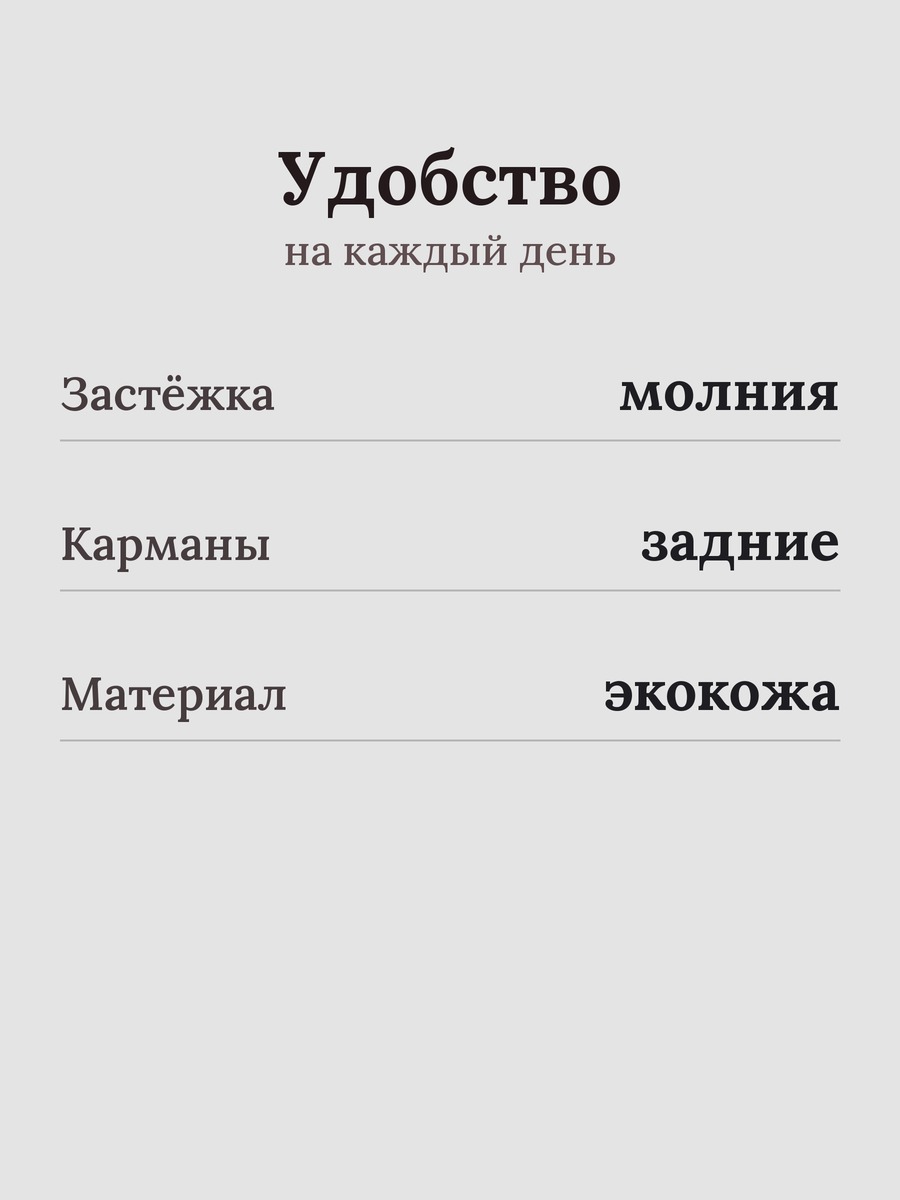 Удобство
на каждый день
Застёжка молния
Карманы задние
Материал экокожа